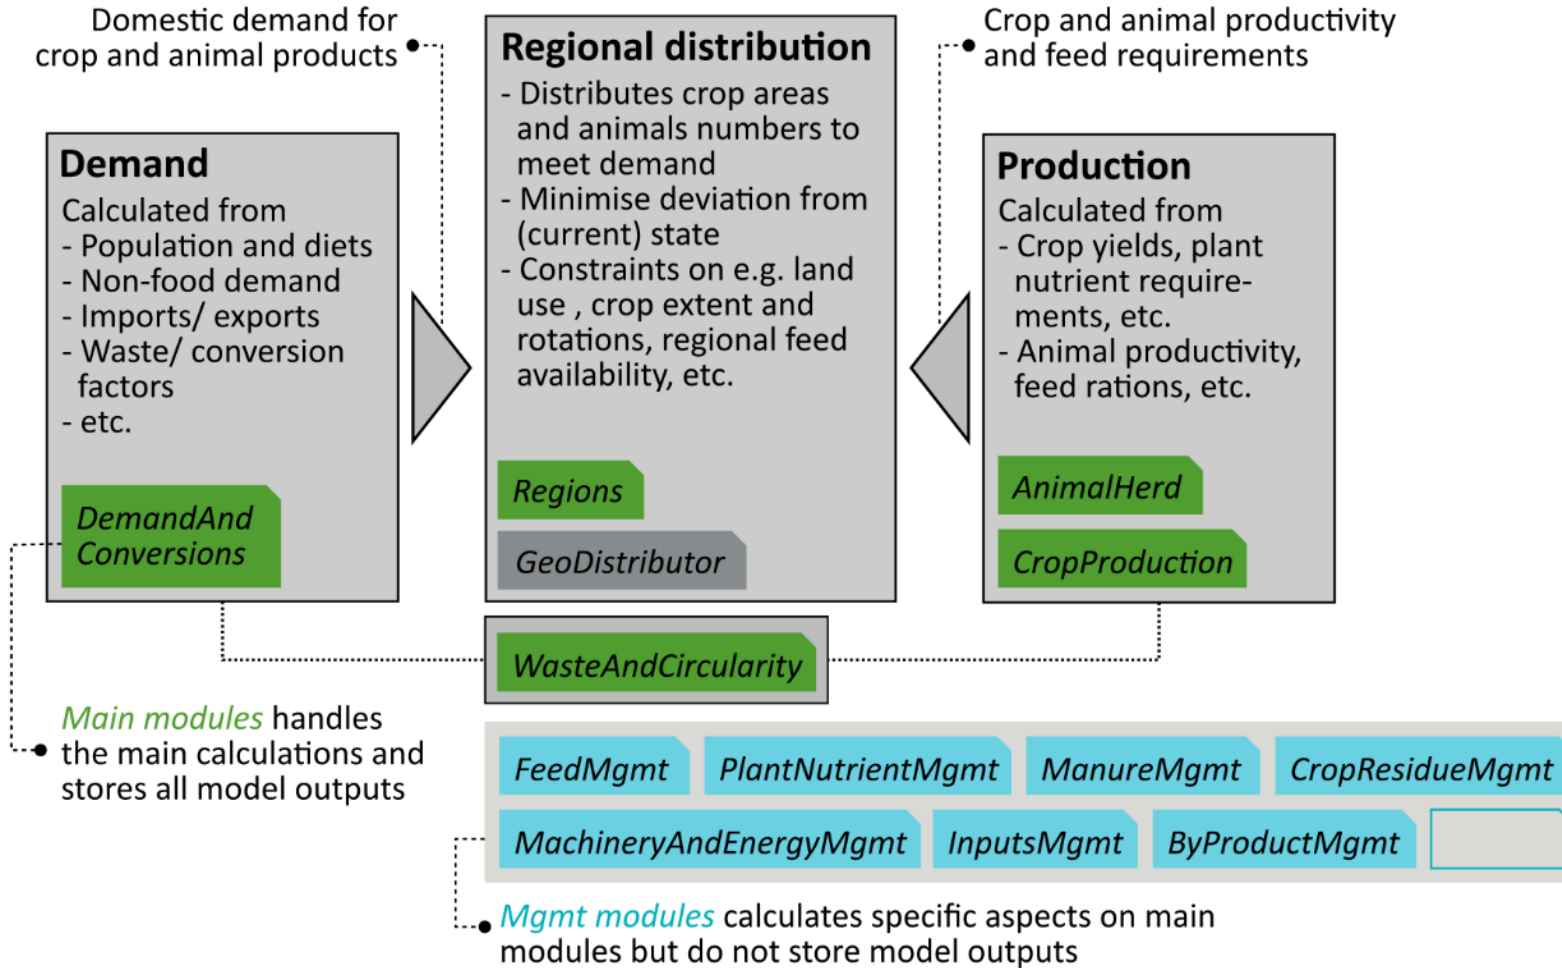 Domestic demand for
crop and animal products
Crop and animal productivity
and feed requirements
Demand
Calculated from
- Population and diets
- Non-food demand
- Imports/ exports
- Waste/ conversion
factors
- etc.
DemandAnd
Conversions
Regional distribution
- Distributes crop areas
and animals numbers to
meet demand
- Minimise deviation from
(current) state
- Constraints on e.g. land
use , crop extent and
rotations, regional feed
availability, etc.
Regions
GeoDistributor
Production
Calculated from
- Crop yields, plant
nutrient require-
ments, etc.
- Animal productivity,
feed rations, etc.
AnimalHerd
CropProduction
WasteAndCircularity
Main modules handles
the main calculations and
stores all model outputs
FeedMgmt
PlantNutrientMgmt
ManureMgmt
CropResidueMgmt
MachineryAndEnergyMgmt
InputsMgmt
ByProductMgmt
Mgmt modules calculates specific aspects on main
modules but do not store model outputs